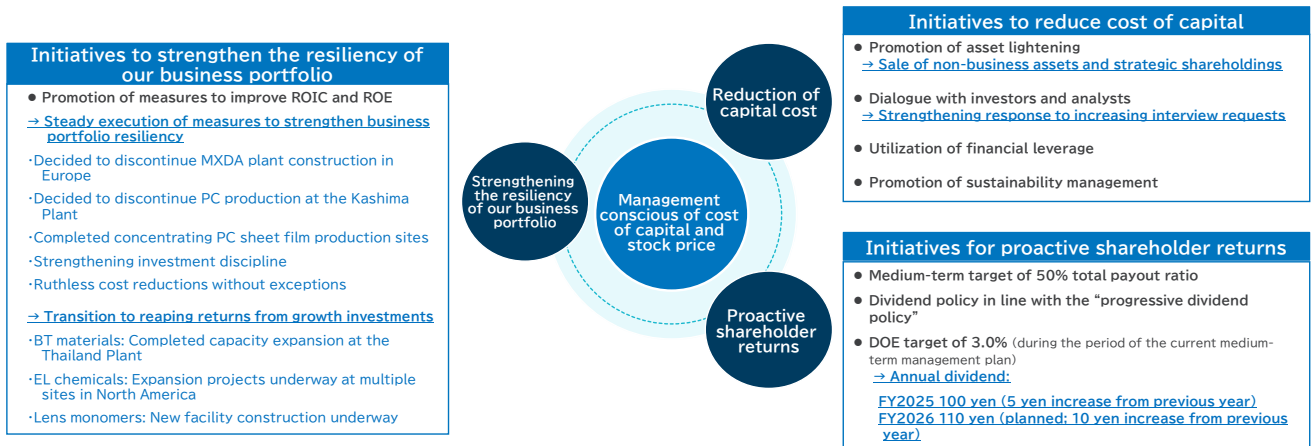 Initiatives to strengthen the resiliency of
our business portfolio
● Promotion of measures to improve ROIC and ROE
→ Steady execution of measures to strengthen business
portfolio resiliency
・Decided to discontinue MXDA plant construction in
Europe
・Decided to discontinue PC production at the Kashima
Plant
・Completed concentrating PC sheet film production sites
・Strengthening investment discipline
・Ruthless cost reductions without exceptions
→ Transition to reaping returns from growth investments
・BT materials: Completed capacity expansion at the
Thailand Plant
・EL chemicals: Expansion projects underway at multiple
sites in North America
・Lens monomers: New facility construction underway
Strengthening
the resiliency
of our business
portfolio
Management
conscious of cost
of capital and
stock price
Reduction of
capital cost
Proactive
shareholder
returns
Initiatives to reduce cost of capital
● Promotion of asset lightening
→ Sale of non-business assets and strategic shareholdings
● Dialogue with investors and analysts
→ Strengthening response to increasing interview requests
● Utilization of financial leverage
● Promotion of sustainability management
Initiatives for proactive shareholder returns
● Medium-term target of 50% total payout ratio
● Dividend policy in line with the “progressive dividend
policy”
● DOE target of 3.0% (during the period of the current medium-
term management plan)
→ Annual dividend:
FY2025 100 yen (5 yen increase from previous year)
FY2026 110 yen (planned; 10 yen increase from previous
year)